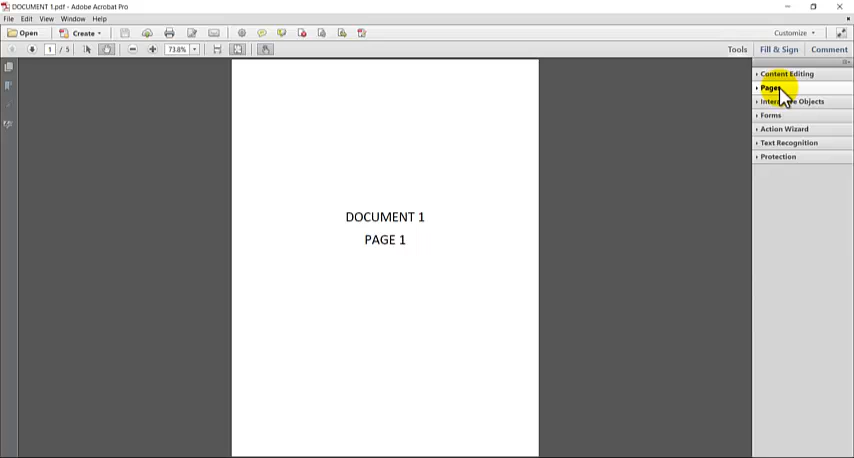 DOCUMENT 1.pdf - Adobe Acrobat Pro
File Edit View Window Help
Open Create Customize
1 / 5 73.8% Tools Fill & Sign Comment
Content Editing
Pages
Objects
Forms
Action Wizard
Text Recognition
Protection
DOCUMENT 1
PAGE 1